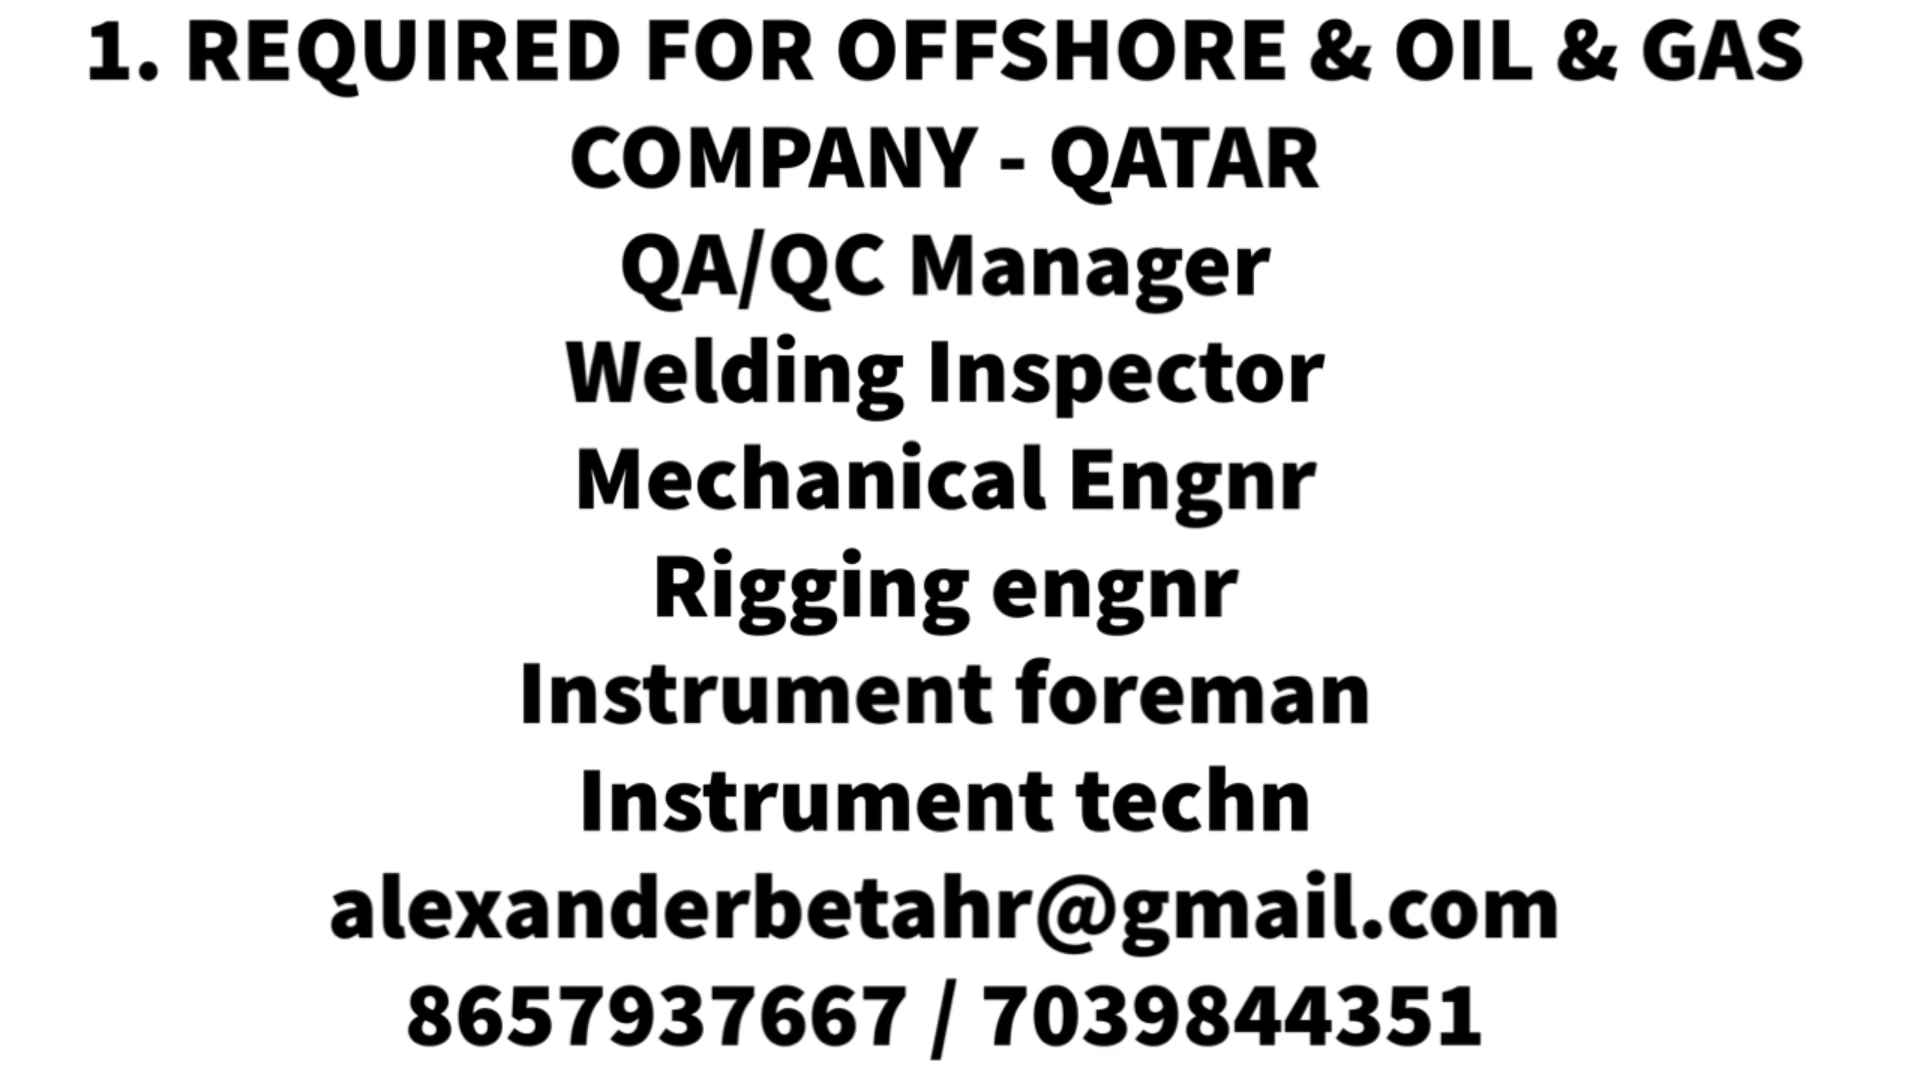 1. REQUIRED FOR OFFSHORE & OIL & GAS
COMPANY - QATAR
QA/QC Manager
Welding Inspector
Mechanical Engnr
Rigging engnr
Instrument foreman
Instrument techn
alexanderbetahr@gmail.com
8657937667 / 7039844351